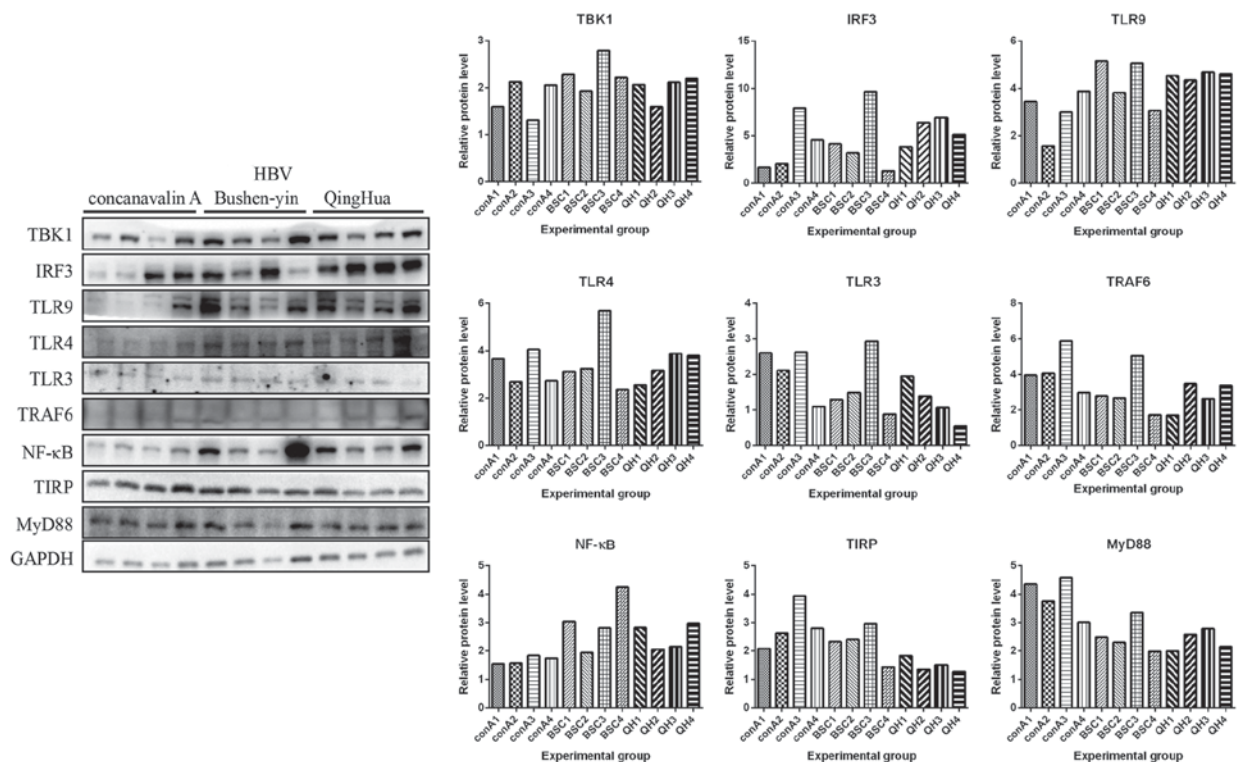 HBV
concanavalin A Bushen-yin QingHua
TBK1
IRF3
TLR9
TLR4
TLR3
TRAF6
NF-κB
TIRP
MyD88
GAPDH
TBK1
Relative protein level
3
2
1
0
conA1 conA2 conA3 conA4 BSC1 BSC2 BSC3 BSC4 QH1 QH2 QH3 QH4
Experimental group
IRF3
Relative protein level
15
10
5
0
conA1 conA2 conA3 conA4 BSC1 BSC2 BSC3 BSC4 QH1 QH2 QH3 QH4
Experimental group
TLR9
Relative protein level
6
4
2
0
conA1 conA2 conA3 conA4 BSC1 BSC2 BSC3 BSC4 QH1 QH2 QH3 QH4
Experimental group
TLR4
Relative protein level
6
4
2
0
conA1 conA2 conA3 conA4 BSC1 BSC2 BSC3 BSC4 QH1 QH2 QH3 QH4
Experimental group
TLR3
Relative protein level
4
3
2
1
0
conA1 conA2 conA3 conA4 BSC1 BSC2 BSC3 BSC4 QH1 QH2 QH3 QH4
Experimental group
TRAF6
Relative protein level
8
6
4
2
0
conA1 conA2 conA3 conA4 BSC1 BSC2 BSC3 BSC4 QH1 QH2 QH3 QH4
Experimental group
NF-κB
Relative protein level
5
4
3
2
1
0
conA1 conA2 conA3 conA4 BSC1 BSC2 BSC3 BSC4 QH1 QH2 QH3 QH4
Experimental group
TIRP
Relative protein level
5
4
3
2
1
0
conA1 conA2 conA3 conA4 BSC1 BSC2 BSC3 BSC4 QH1 QH2 QH3 QH4
Experimental group
MyD88
Relative protein level
5
4
3
2
1
0
conA1 conA2 conA3 conA4 BSC1 BSC2 BSC3 BSC4 QH1 QH2 QH3 QH4
Experimental group